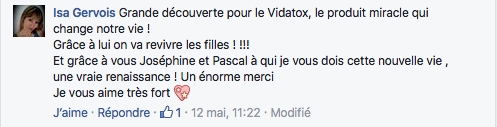 Isa Gervois Grande découverte pour le Vidatox, le produit miracle qui
change notre vie !
Grâce à lui on va revivre les filles ! !!!
Et grâce à vous Joséphine et Pascal à qui je vous dois cette nouvelle vie ,
une vraie renaissance ! Un énorme merci
Je vous aime très fort
J'aime · Répondre · 1 · 12 mai, 11:22 · Modifié